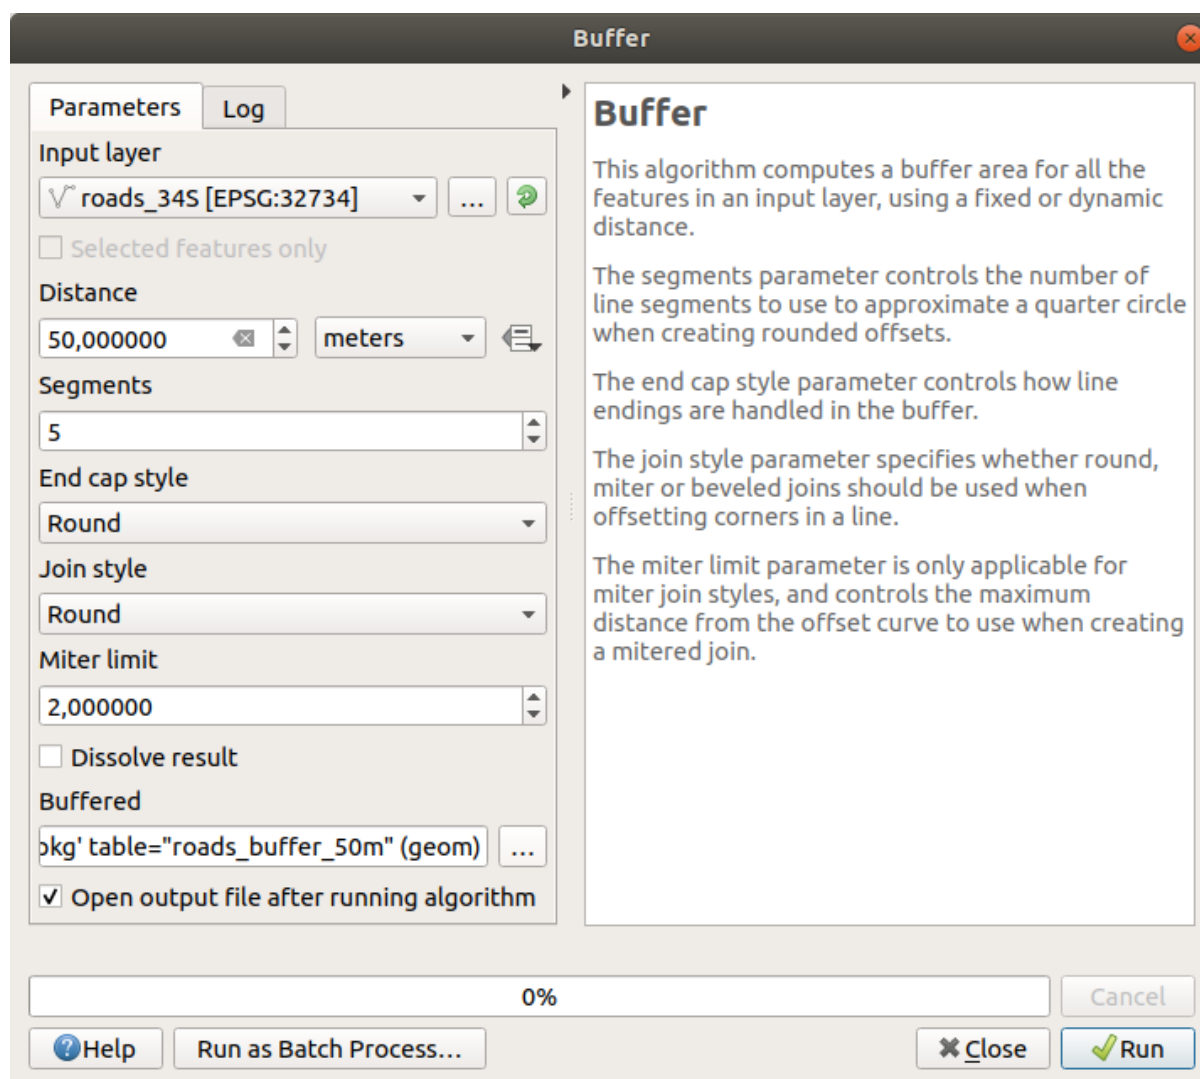 Buffer
Parameters
Log
Input layer
roads_34S [EPSG:32734]
...
Selected features only
Distance
50,000000
meters
Segments
5
End cap style
Round
Join style
Round
Miter limit
2,000000
Dissolve result
Buffered
table="roads_buffer_50m" (geom)
...
Open output file after running algorithm
Buffer
This algorithm computes a buffer area for all the
features in an input layer, using a fixed or dynamic
distance.
The segments parameter controls the number of
line segments to use to approximate a quarter circle
when creating rounded offsets.
The end cap style parameter controls how line
endings are handled in the buffer.
The join style parameter specifies whether round,
miter or beveled joins should be used when
offsetting corners in a line.
The miter limit parameter is only applicable for
miter join styles, and controls the maximum
distance from the offset curve to use when creating
a mitered join.
0%
Cancel
Help
Run as Batch Process...
Close
Run